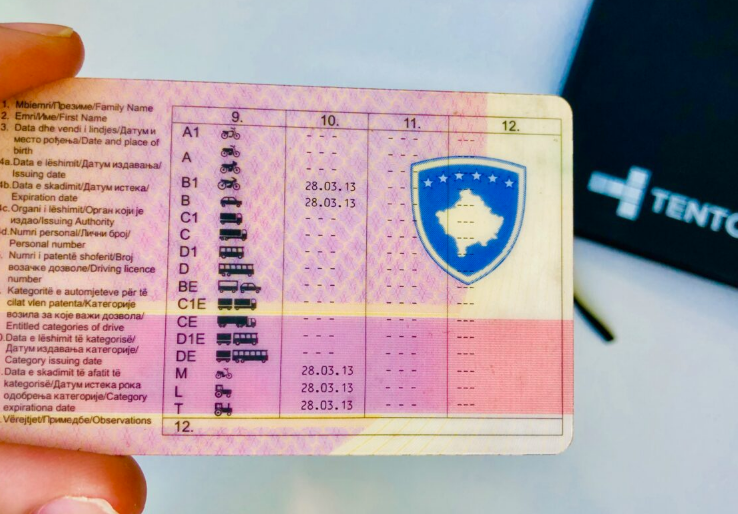 1. Mbiemri/Презиме/Family Name
2. Emri/Име/First Name
3. Data dhe vendi i lindjes/Датум и
место рођења/Date and place of
birth
4a.Data e lëshimit/Датум издавања/
Issuing date
4b.Data e skadimit/Датум истека/
Expiration date
4c.Organi i lëshimit/Орган који је
издао/Issuing Authority
d.Numri personal/Лични број/
Personal number
Numri i patentë shoferit/Број
возачке дозволе/Driving licence
number
Kategoritë e automjeteve për të
cilat vlen patenta/Категорије
возила за које важи дозвола/
Entitled categories of drive
.Data e lëshimit të kategorisë/
Датум издавања категорије/
Category issuing date
.Data e skadimit të afatit të
kategorisë/Датум истека рока
одобрења категорије/Category
expirationa date
.Vërejtjet/Примедбе/Observations
9. 10. 11. 12.
A1 --- --- ---
A --- --- ---
B1 28.03.13 --- ---
B 28.03.13 --- ---
C1 --- --- ---
C --- --- ---
D1 --- --- ---
D --- --- ---
BE --- --- ---
C1E --- --- ---
CE --- --- ---
D1E --- --- ---
DE --- --- ---
M 28.03.13 --- ---
L 28.03.13 --- ---
T 28.03.13 --- ---
12.
TENTO